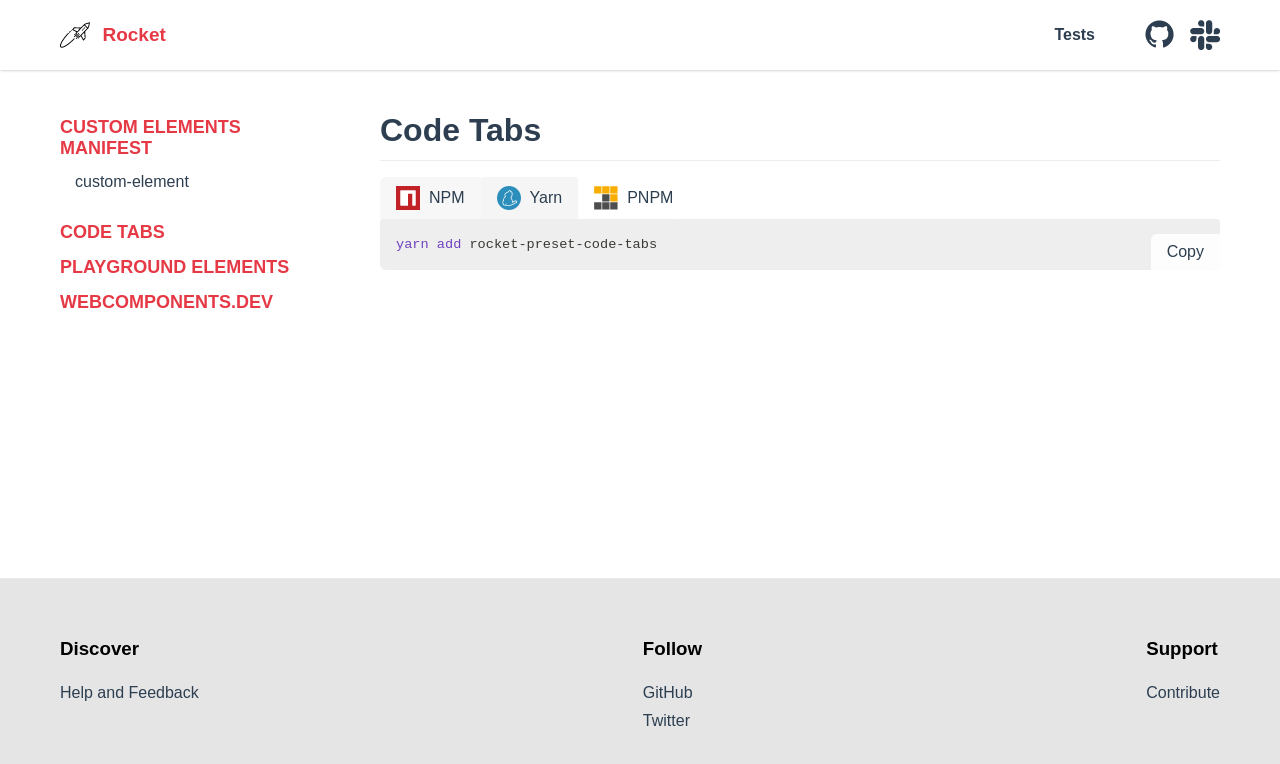 Rocket
Tests
CUSTOM ELEMENTS
MANIFEST
custom-element
CODE TABS
PLAYGROUND ELEMENTS
WEBCOMPONENTS.DEV
Code Tabs
NPM
Yarn
PNPM
yarn add rocket-preset-code-tabs
Copy
Discover
Help and Feedback
Follow
GitHub
Twitter
Support
Contribute